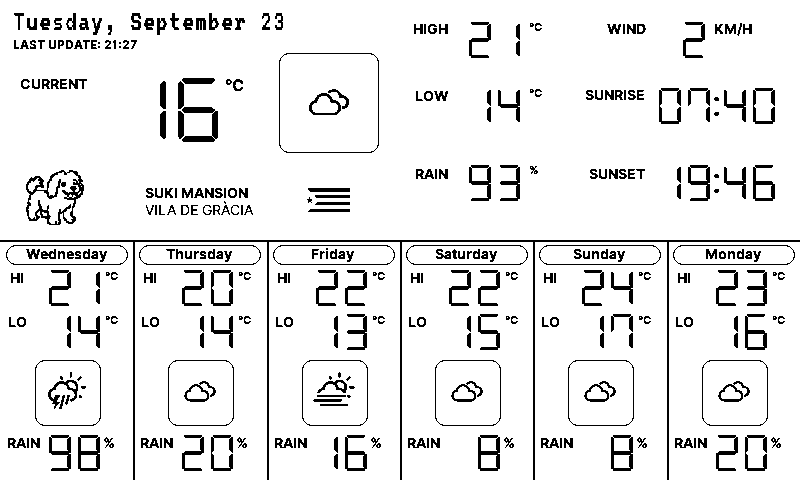 Tuesday, September 23
LAST UPDATE: 21:27
CURRENT 16 °C
SUKI MANSION
VILA DE GRÀCIA
HIGH 21 °C
LOW 14 °C
RAIN 93 %
WIND 2 KM/H
SUNRISE 07:40
SUNSET 19:46
Wednesday
HI 21 °C
LO 14 °C
RAIN 98 %
Thursday
HI 20 °C
LO 14 °C
RAIN 20 %
Friday
HI 22 °C
LO 13 °C
RAIN 16 %
Saturday
HI 22 °C
LO 15 °C
RAIN 8 %
Sunday
HI 24 °C
LO 17 °C
RAIN 8 %
Monday
HI 23 °C
LO 16 °C
RAIN 20 %